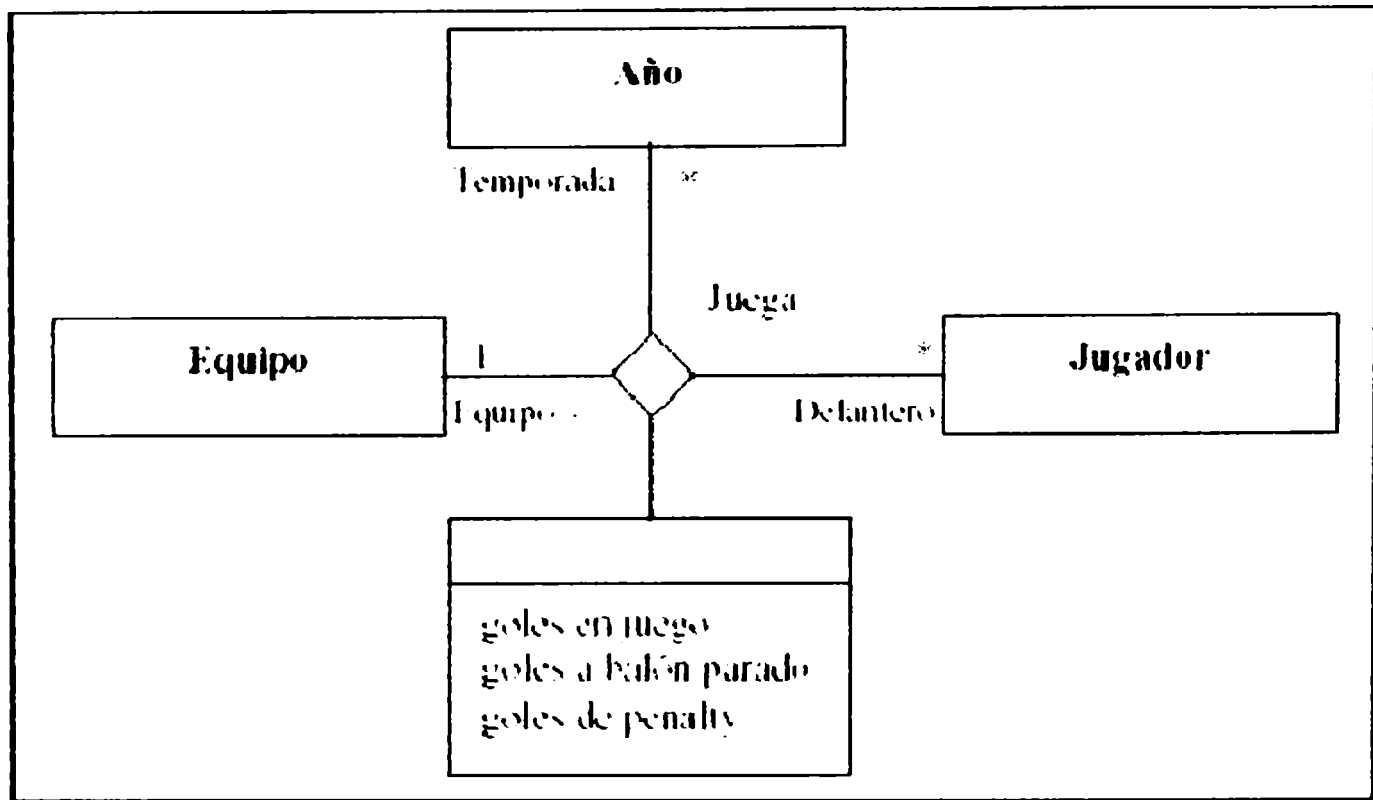 Año
Temporada *
Juega
Equipo
1
*
Jugador
Equipo
Delantero
goles en juego
goles a balón parado
goles de penalty